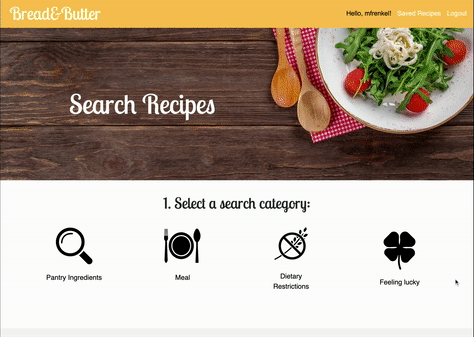 Bread&Butter
Hello, mfrenkel! Saved Recipes Logout
Search Recipes
1. Select a search category:
Pantry Ingredients
Meal
Dietary
Restrictions
Feeling lucky